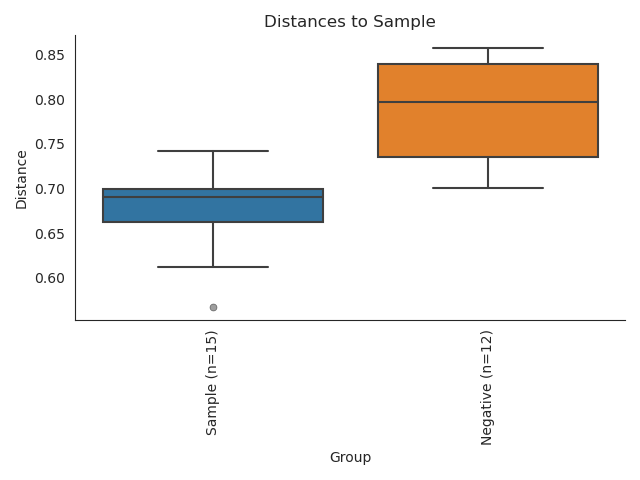 Distances to Sample
Distance
0.85
0.80
0.75
0.70
0.65
0.60
Sample (n=15)
Negative (n=12)
Group